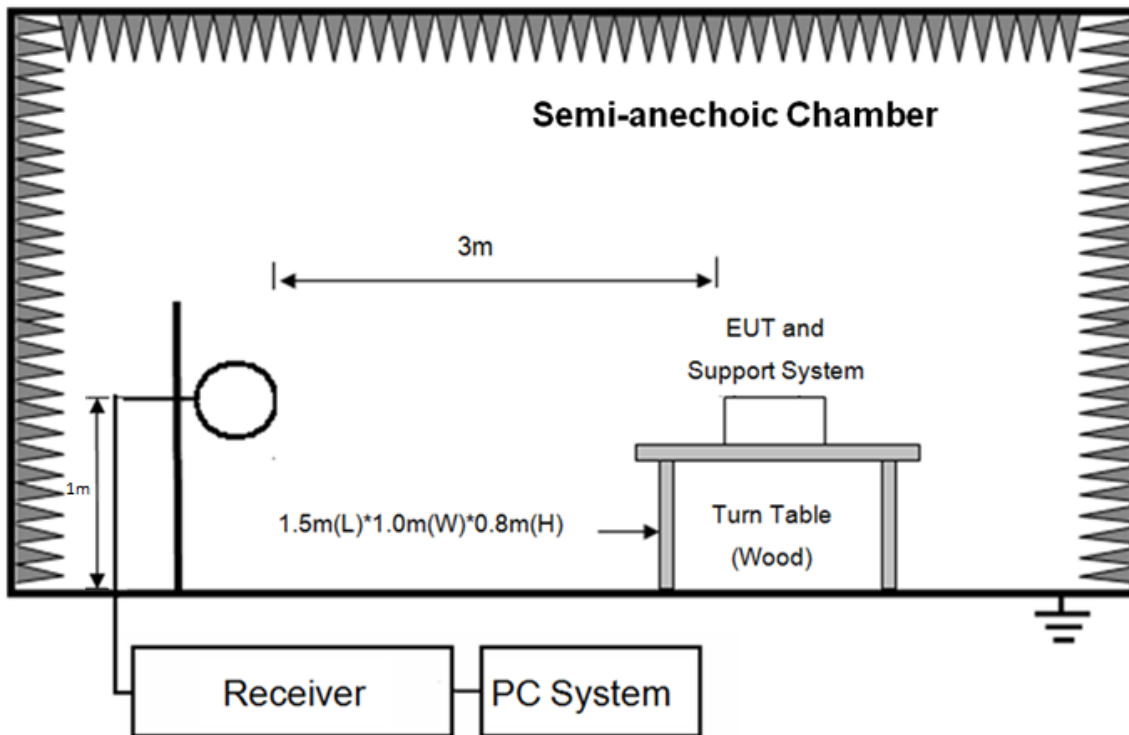 Semi-anechoic Chamber
3m
EUT and
Support System
1m
1.5m(L)*1.0m(W)*0.8m(H)
Turn Table
(Wood)
Receiver
PC System